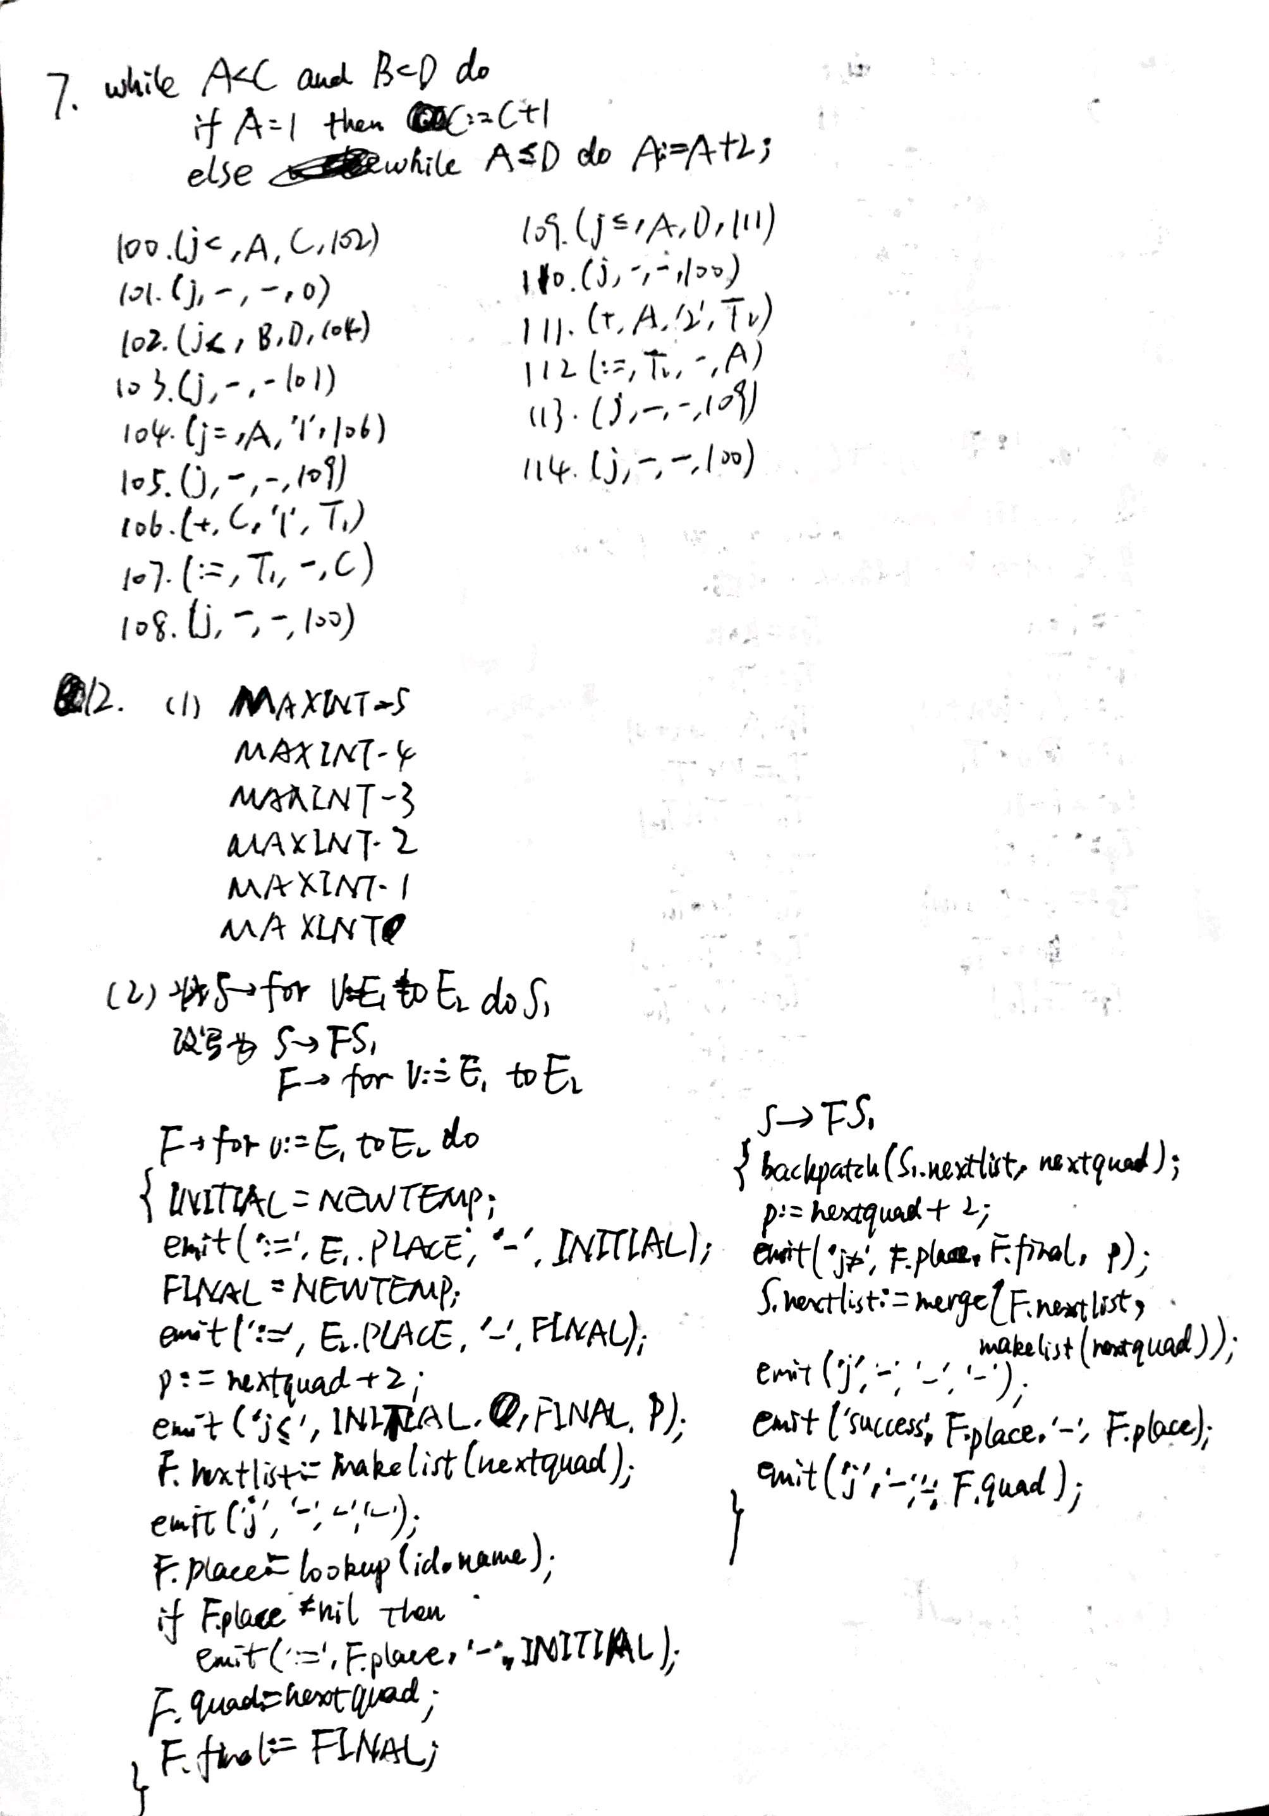 7. while A<C and B<D do
if A=1 then C:=C+1
else while A≤D do A:=A+2;
100.(j<,A,C,102)
101.(j,-,-,0)
102.(j<,B,D,104)
103.(j,-,-101)
104.(j=,A,'1',106)
105.(j,-,-,109)
106.(+,C,'1',T1)
107.(:=,T1,-,C)
108.(j,-,-,100)
109.(j≤,A,D,111)
110.(j,-,-,100)
111.(+,A,'2',T2)
112(:=,T2,-,A)
113.(j,-,-,109)
114.(j,-,-,100)
12. (1) MAXINT-5
MAXINT-4
MAXINT-3
MAXINT-2
MAXINT-1
MAXINT
(2) 将S→for V:=E1 to E2 do S1
改写为 S→FS1
F→ for V:=E1 to E2
F→for v:=E1 to E2 do
{ INITIAL=NEWTEMP;
emit(':=', E1.PLACE, '-', INITIAL);
FINAL=NEWTEMP;
emit(':=', E2.PLACE, '-', FINAL);
p:=nextquad+2;
emit('j≤', INITIAL, FINAL, P);
F.nextlist:=makelist(nextquad);
emit('j','-','-','-');
F.place:=lookup(id.name);
if F.place≠nil then
emit(':=',F.place,'-',INITIAL);
F.quad:=nextquad;
F.final:=FINAL;
}
S→FS1
{ backpatch(S1.nextlist, nextquad);
p:=nextquad+2;
emit('j≠', F.place, F.final, p);
S.nextlist:=merge(F.nextlist,
makelist(nextquad));
emit('j','-','-','-');
emit('success', F.place,'-', F.place);
emit('j','-','-', F.quad);
}